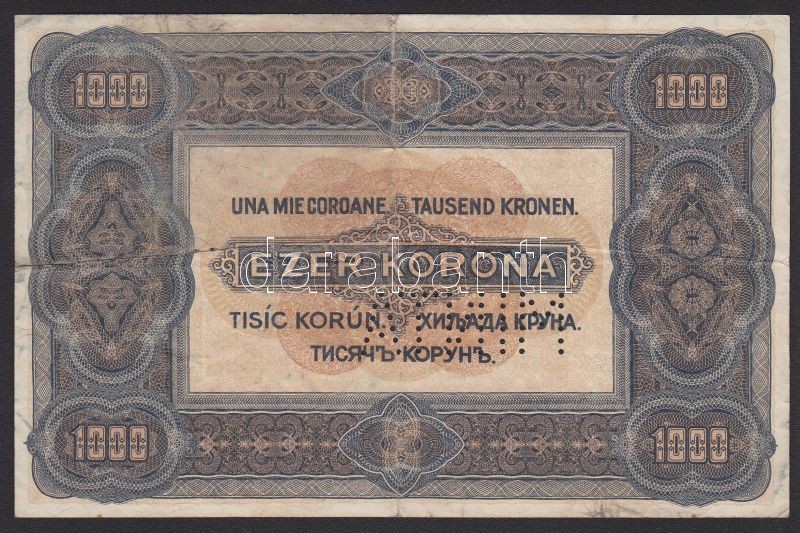 1000 1000
UNA MIE COROANE. TAUSEND KRONEN.
EZER KORONA
TISÍC KORÚN. ХИЉАДА КРУНА.
ТИСЯЧЪ КОРУНЪ.
1000 1000